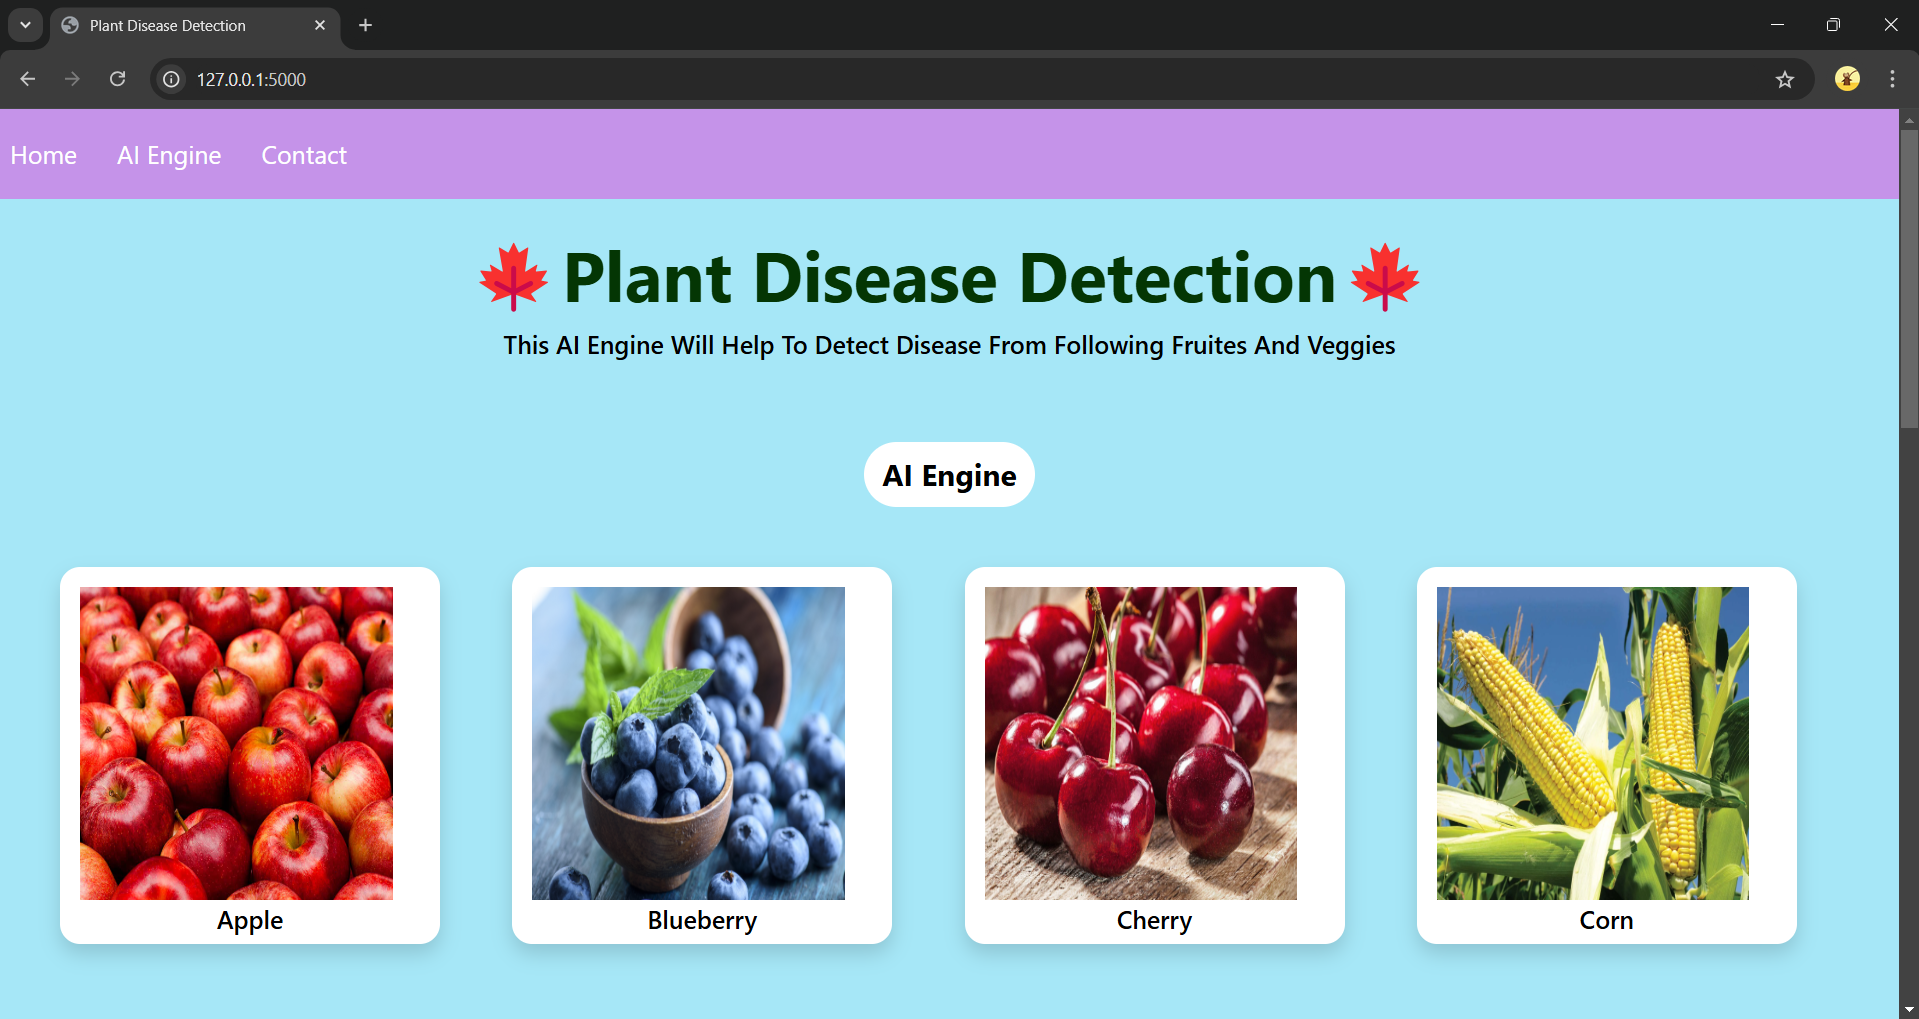 Plant Disease Detection
127.0.0.1:5000
Home AI Engine Contact
Plant Disease Detection
This AI Engine Will Help To Detect Disease From Following Fruites And Veggies
AI Engine
Apple Blueberry Cherry Corn